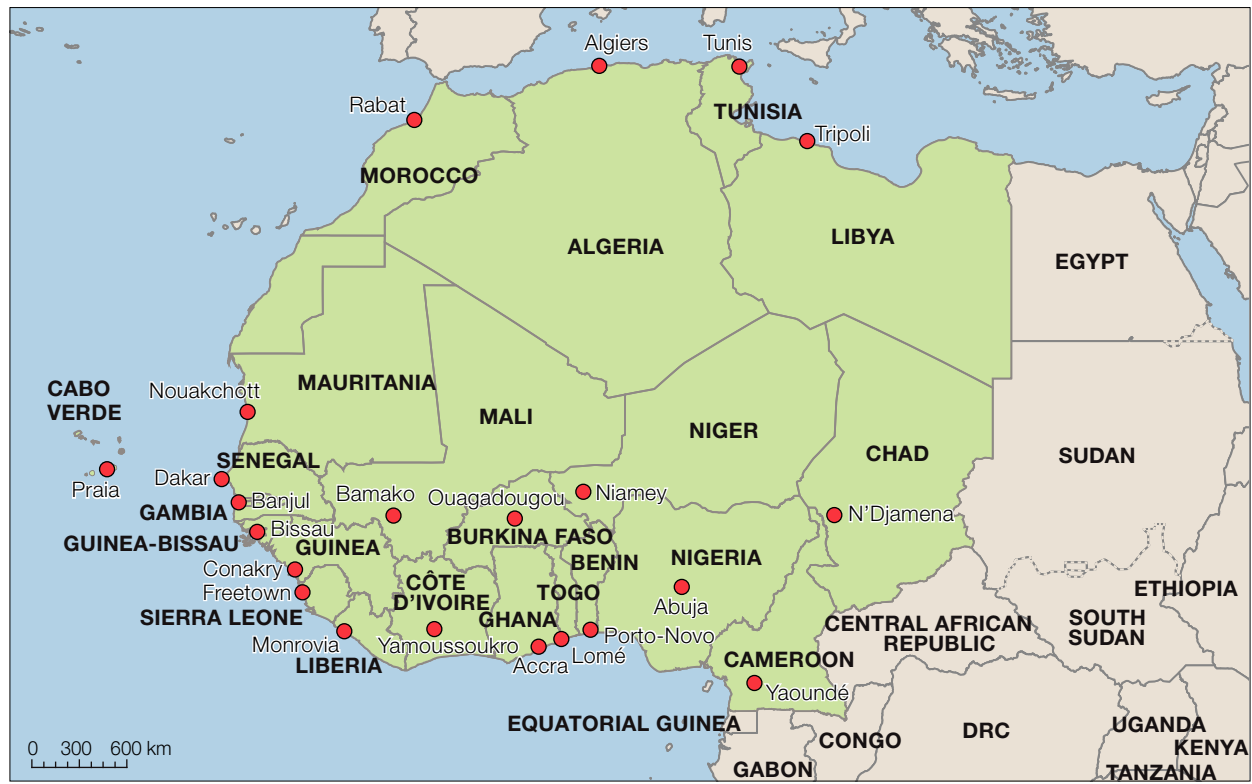 Algiers
Tunis
Rabat
TUNISIA
Tripoli
MOROCCO
ALGERIA
LIBYA
EGYPT
CABO
VERDE
Nouakchott
MAURITANIA
MALI
NIGER
CHAD
SUDAN
SENEGAL
Praia
Dakar
Banjul
Bamako
Ouagadougou
Niamey
GAMBIA
N'Djamena
Bissau
GUINEA-BISSAU
GUINEA
BURKINA FASO
BENIN
NIGERIA
Conakry
Freetown
CÔTE
D'IVOIRE
TOGO
Abuja
ETHIOPIA
SIERRA LEONE
GHANA
CENTRAL AFRICAN
REPUBLIC
SOUTH
SUDAN
Monrovia
LIBERIA
Yamoussoukro
Accra
Lomé
Porto-Novo
CAMEROON
Yaoundé
EQUATORIAL GUINEA
CONGO
DRC
UGANDA
KENYA
GABON
TANZANIA
0 300 600 km